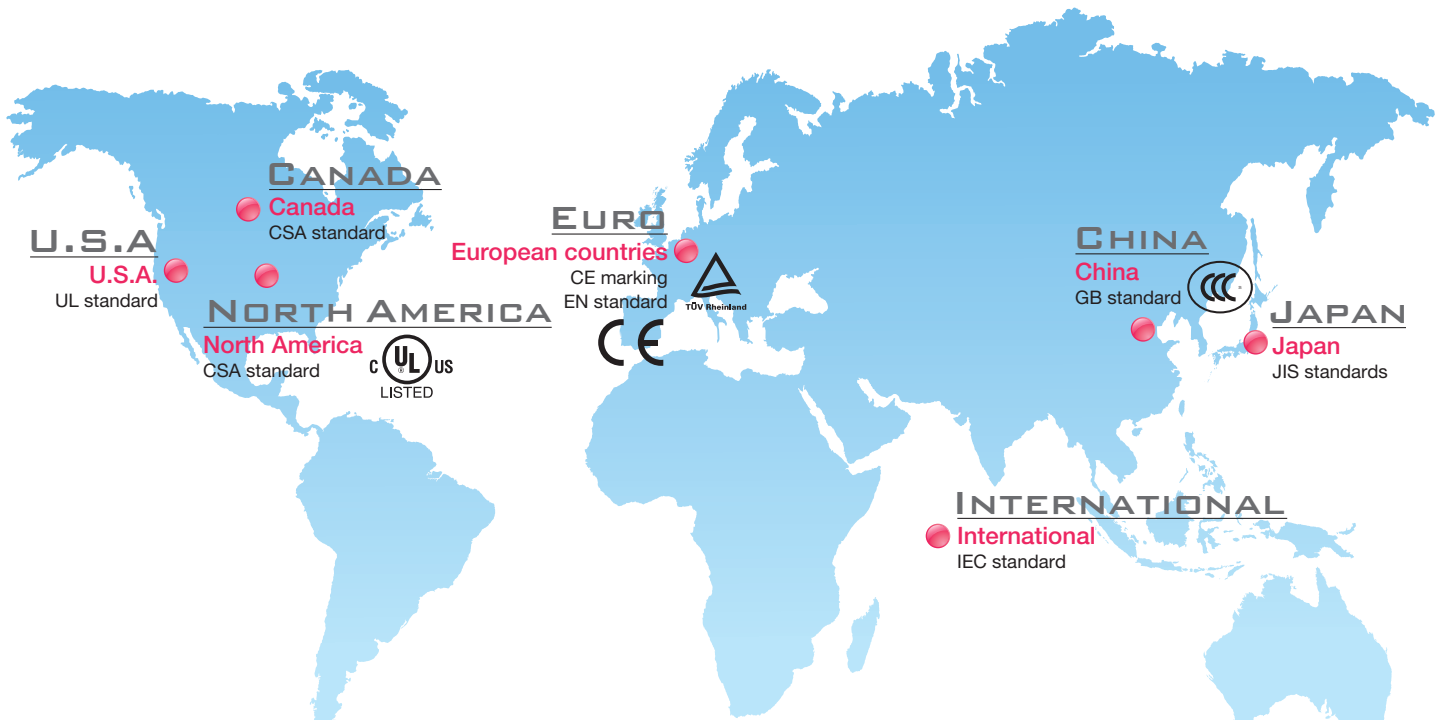 CANADA
Canada
CSA standard
U.S.A
U.S.A.
UL standard
NORTH AMERICA
North America
CSA standard
C UL US
LISTED
EURO
European countries
CE marking
EN standard
TÜV Rheinland
CE
CHINA
China
GB standard
CCC
JAPAN
Japan
JIS standards
INTERNATIONAL
International
IEC standard